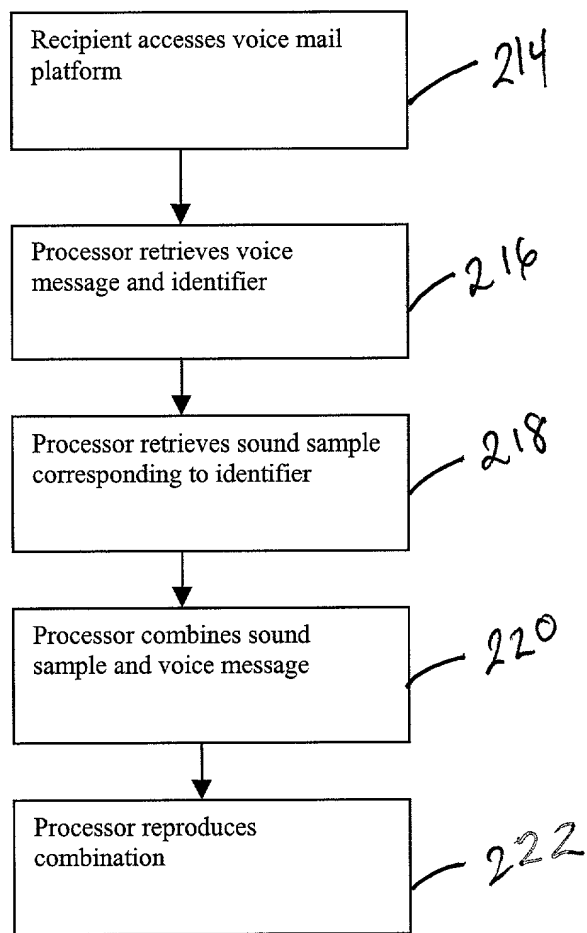 Recipient accesses voice mail
platform
214
Processor retrieves voice
message and identifier
216
Processor retrieves sound sample
corresponding to identifier
218
Processor combines sound
sample and voice message
220
Processor reproduces
combination
222